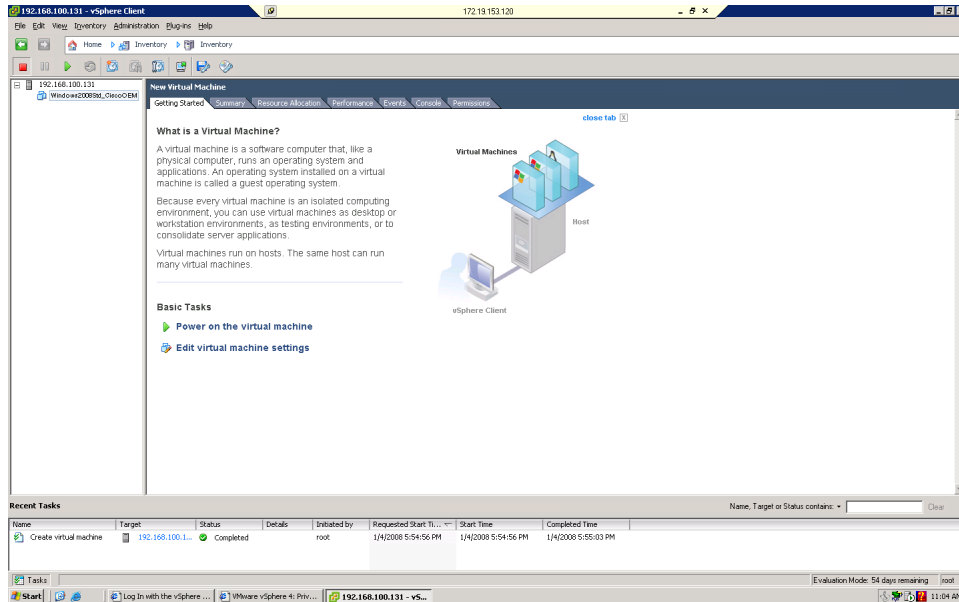 192.168.100.131 - vSphere Client
172.19.153.120
File Edit View Inventory Administration Plug-ins Help
Home Inventory Inventory
192.168.100.131
Windows2008Std_CiscoOEM
New Virtual Machine
Getting Started Summary Resource Allocation Performance Events Console Permissions
close tab
What is a Virtual Machine?
A virtual machine is a software computer that, like a
physical computer, runs an operating system and
applications. An operating system installed on a virtual
machine is called a guest operating system.
Because every virtual machine is an isolated computing
environment, you can use virtual machines as desktop or
workstation environments, as testing environments, or to
consolidate server applications.
Virtual machines run on hosts. The same host can run
many virtual machines.
Virtual Machines
Host
vSphere Client
Basic Tasks
Power on the virtual machine
Edit virtual machine settings
Recent Tasks
Name, Target or Status contains:
Clear
Name Target Status Details Initiated by Requested Start Ti... Start Time Completed Time
Create virtual machine 192.168.100.1... Completed root 1/4/2008 5:54:56 PM 1/4/2008 5:54:56 PM 1/4/2008 5:55:03 PM
Tasks
Evaluation Mode: 54 days remaining root
Start Log In with the vSphere ... VMware vSphere 4: Priv... 192.168.100.131 - vS... 11:04 AM